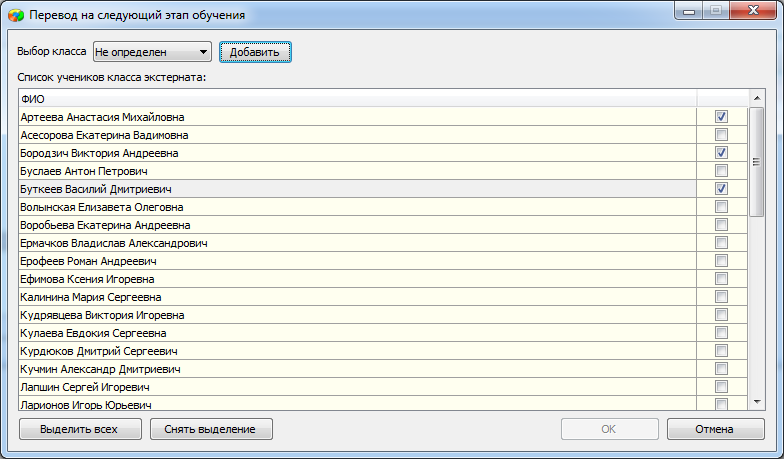 Перевод на следующий этап обучения
Выбор класса Не определен Добавить
Список учеников класса экстерната:
ФИО
Артеева Анастасия Михайловна
Асесорова Екатерина Вадимовна
Бородзич Виктория Андреевна
Буслаев Антон Петрович
Буткеев Василий Дмитриевич
Волынская Елизавета Олеговна
Воробьева Екатерина Андреевна
Ермачков Владислав Александрович
Ерофеев Роман Андреевич
Ефимова Ксения Игоревна
Калинина Мария Сергеевна
Кудрявцева Виктория Игоревна
Кулаева Евдокия Сергеевна
Курдюков Дмитрий Сергеевич
Кучмин Александр Дмитриевич
Лапшин Сергей Игоревич
Ларионов Игорь Юрьевич
Выделить всех Снять выделение ОК Отмена